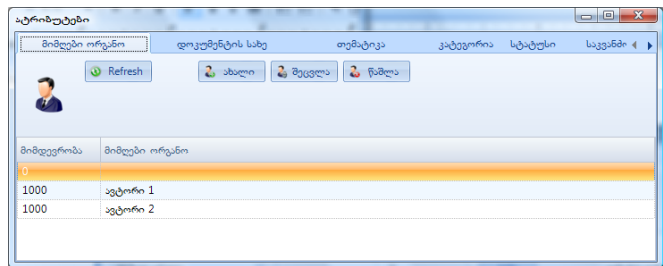 ატრიბუტები
მიმღები ორგანო დოკუმენტის სახე თემატიკა კატეგორია სტატუსი
Refresh ახალი შეცვლა წაშლა
მიმდევრობა მიმღები ორგანო
0
1000 ავტორი 1
1000 ავტორი 2